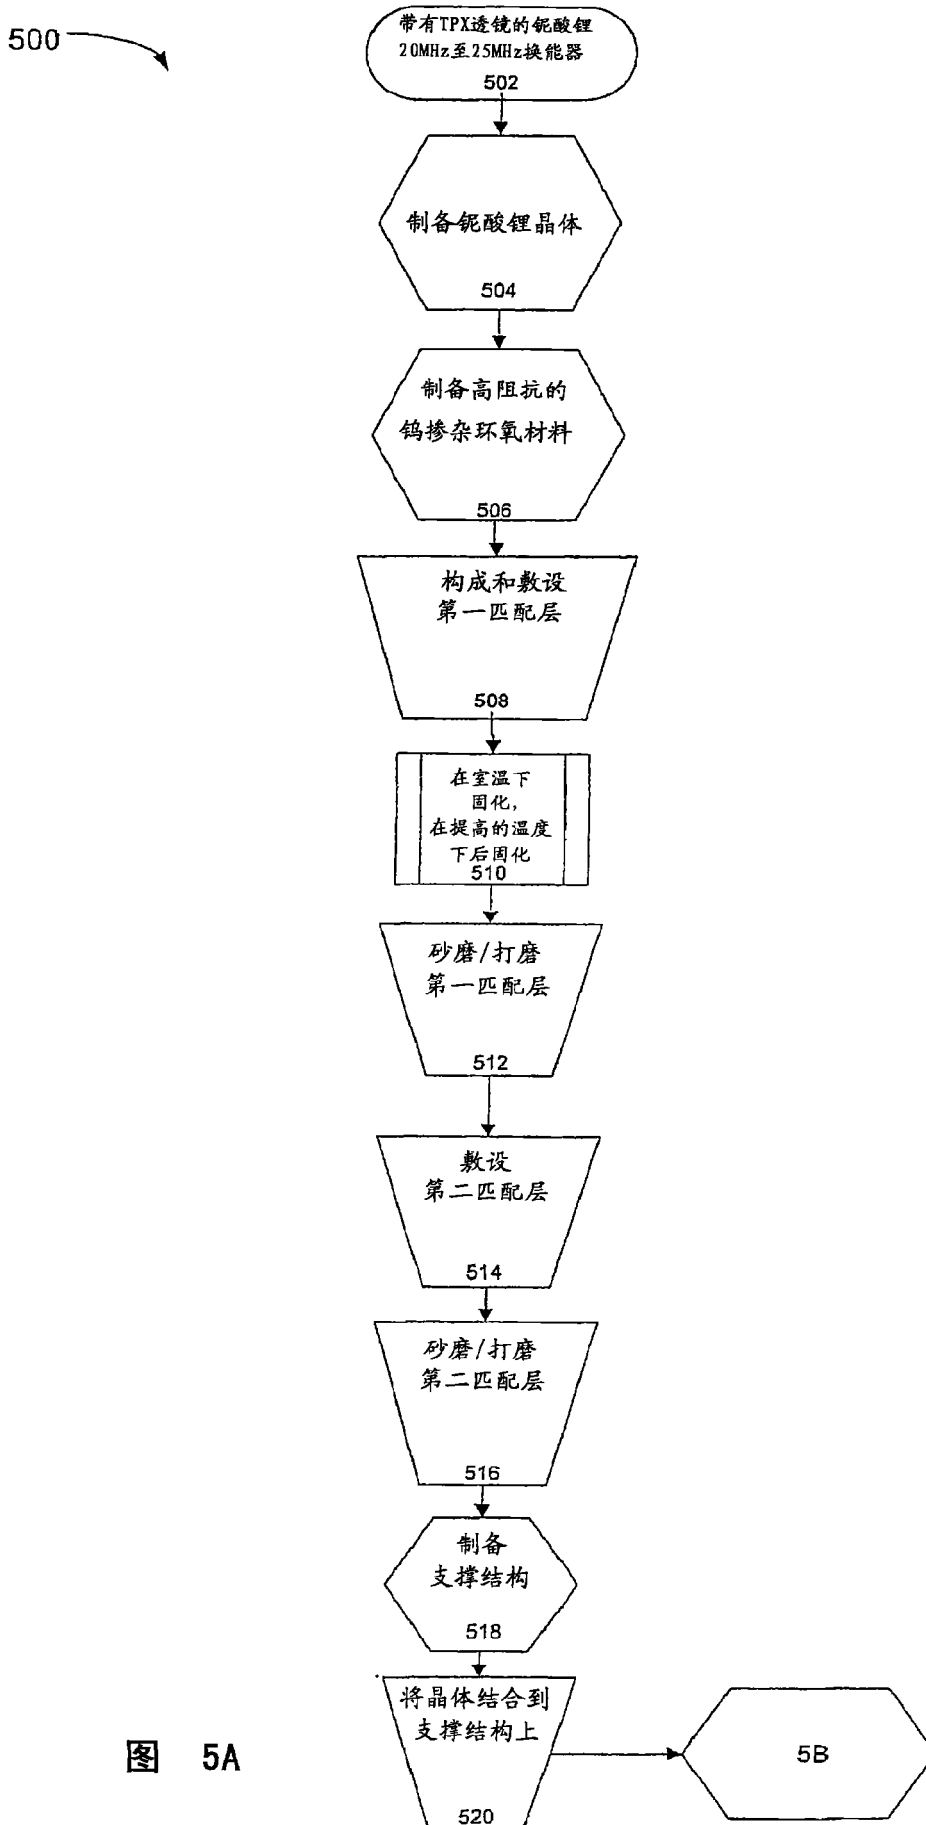 500
带有TPX透镜的铌酸锂
20MHz至25MHz换能器
502
制备铌酸锂晶体
504
制备高阻抗的
钨掺杂环氧材料
506
构成和敷设
第一匹配层
508
在室温下
固化，
在提高的温度
下后固化
510
砂磨/打磨
第一匹配层
512
敷设
第二匹配层
514
砂磨/打磨
第二匹配层
516
制备
支撑结构
518
将晶体结合到
支撑结构上
520
5B
图 5A